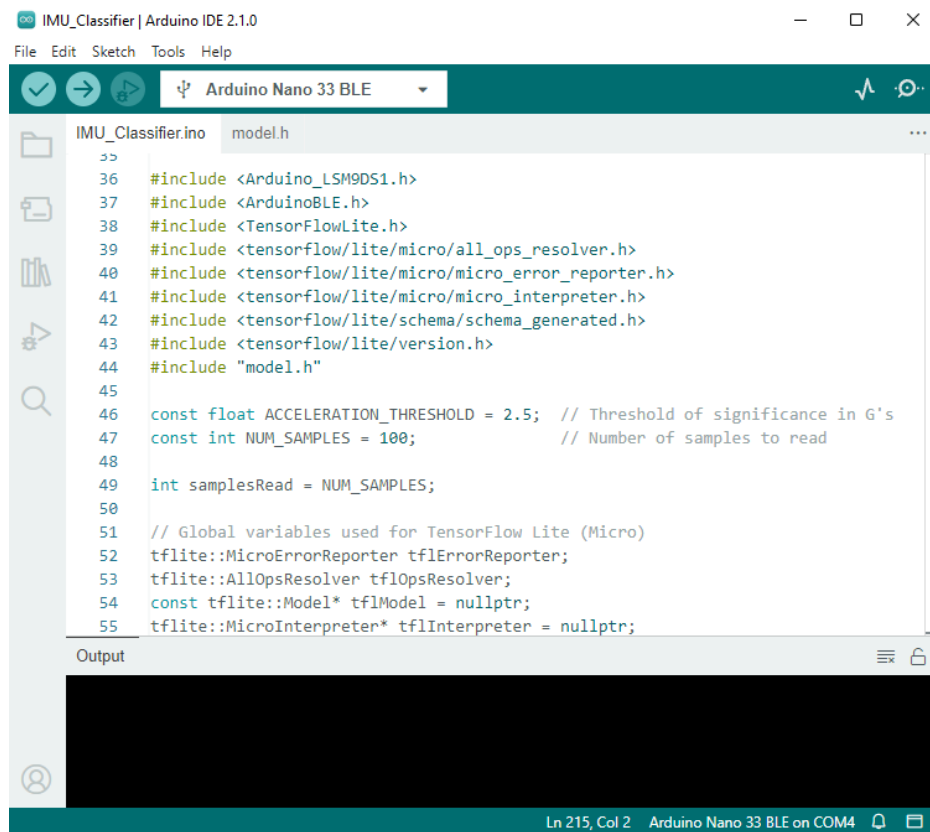 IMU_Classifier | Arduino IDE 2.1.0
File Edit Sketch Tools Help
Arduino Nano 33 BLE
IMU_Classifier.ino model.h
35
36 #include <Arduino_LSM9DS1.h>
37 #include <ArduinoBLE.h>
38 #include <TensorFlowLite.h>
39 #include <tensorflow/lite/micro/all_ops_resolver.h>
40 #include <tensorflow/lite/micro/micro_error_reporter.h>
41 #include <tensorflow/lite/micro/micro_interpreter.h>
42 #include <tensorflow/lite/schema/schema_generated.h>
43 #include <tensorflow/lite/version.h>
44 #include "model.h"
45
46 const float ACCELERATION_THRESHOLD = 2.5; // Threshold of significance in G's
47 const int NUM_SAMPLES = 100; // Number of samples to read
48
49 int samplesRead = NUM_SAMPLES;
50
51 // Global variables used for TensorFlow Lite (Micro)
52 tflite::MicroErrorReporter tflErrorReporter;
53 tflite::AllOpsResolver tflOpsResolver;
54 const tflite::Model* tflModel = nullptr;
55 tflite::MicroInterpreter* tflInterpreter = nullptr;
Output
Ln 215, Col 2 Arduino Nano 33 BLE on COM4